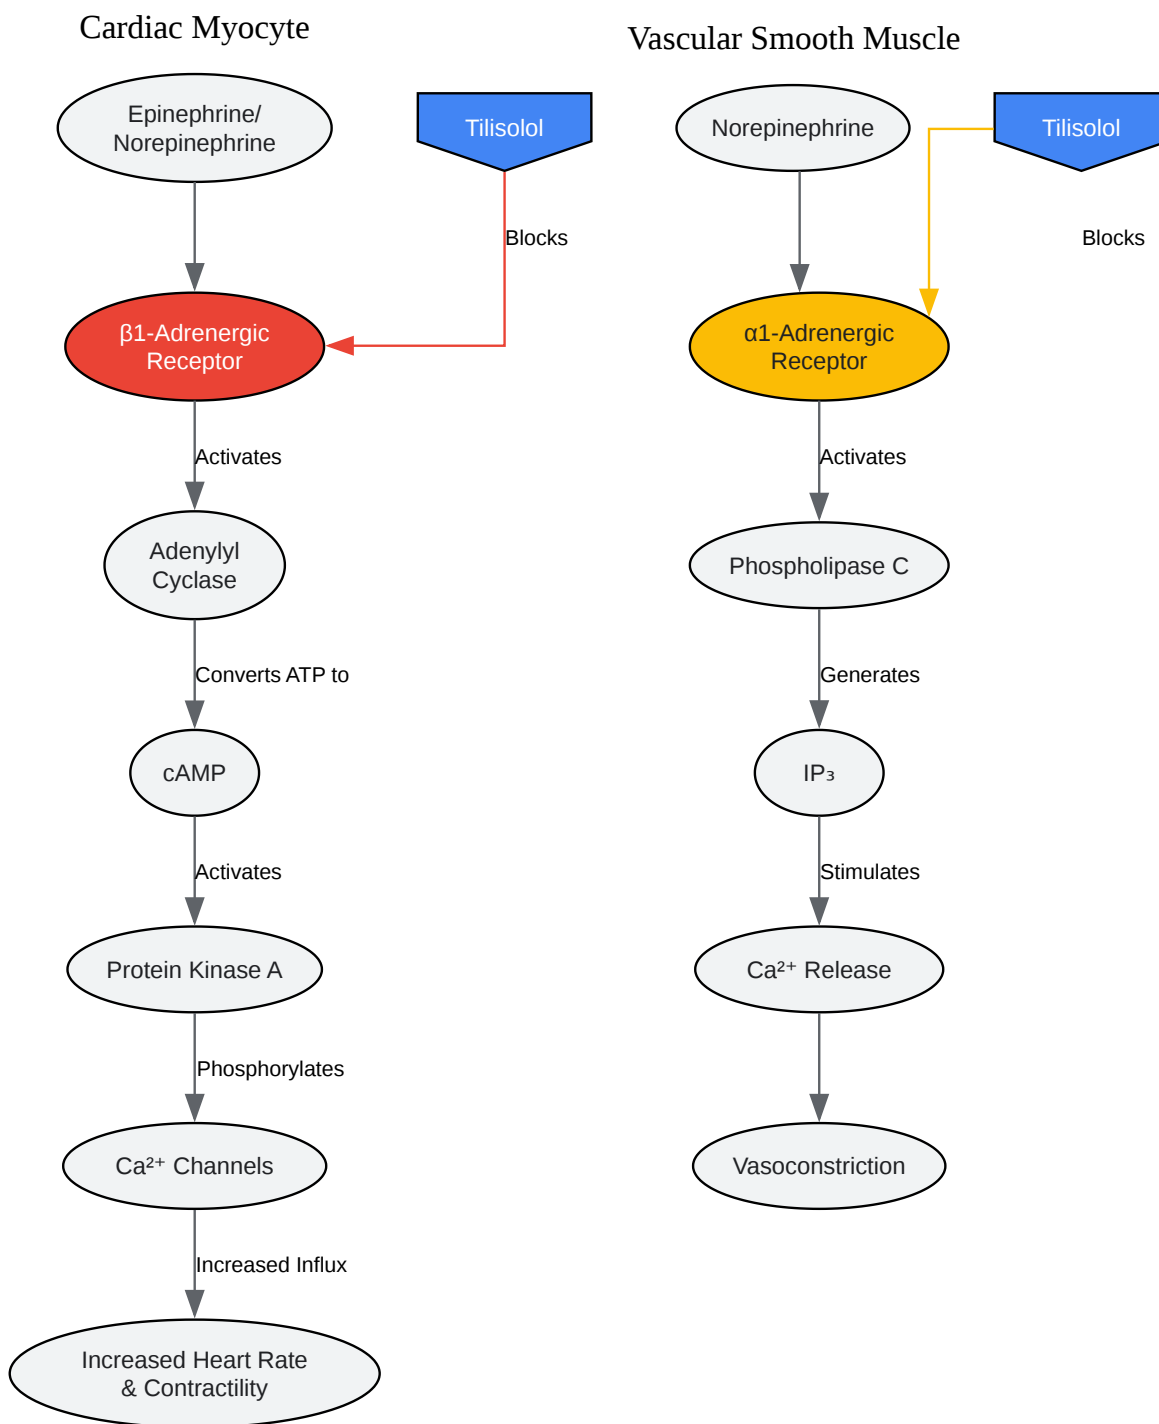 Cardiac Myocyte
Epinephrine/
Norepinephrine
Tilisolol
Blocks
β1-Adrenergic
Receptor
Activates
Adenylyl
Cyclase
Converts ATP to
cAMP
Activates
Protein Kinase A
Phosphorylates
Ca²⁺ Channels
Increased Influx
Increased Heart Rate
& Contractility
Vascular Smooth Muscle
Norepinephrine
Tilisolol
Blocks
α1-Adrenergic
Receptor
Activates
Phospholipase C
Generates
IP₃
Stimulates
Ca²⁺ Release
Vasoconstriction